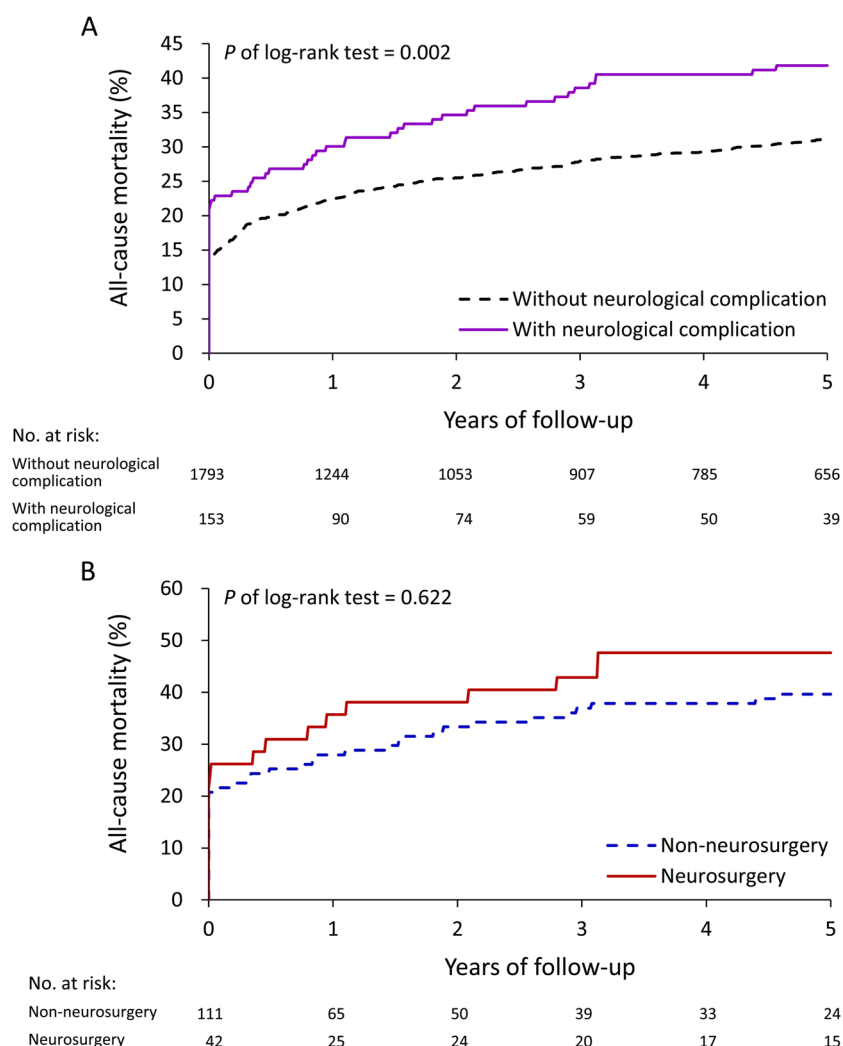 A
P of log-rank test = 0.002
All-cause mortality (%)
45
40
35
30
25
20
15
10
5
0
Without neurological complication
With neurological complication
0 1 2 3 4 5
Years of follow-up
No. at risk:
Without neurological
complication
1793 1244 1053 907 785 656
With neurological
complication
153 90 74 59 50 39
B
P of log-rank test = 0.622
All-cause mortality (%)
60
50
40
30
20
10
0
Non-neurosurgery
Neurosurgery
0 1 2 3 4 5
Years of follow-up
No. at risk:
Non-neurosurgery 111 65 50 39 33 24
Neurosurgery 42 25 24 20 17 15